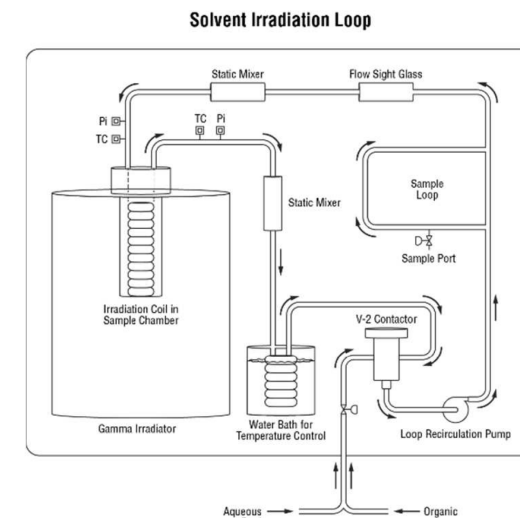 Solvent Irradiation Loop
Static Mixer
Flow Sight Glass
Pi
TC
TC Pi
Static Mixer
Sample
Loop
Sample Port
Irradiation Coil in
Sample Chamber
V-2 Contactor
Gamma Irradiator
Water Bath for
Temperature Control
Loop Recirculation Pump
Aqueous
Organic